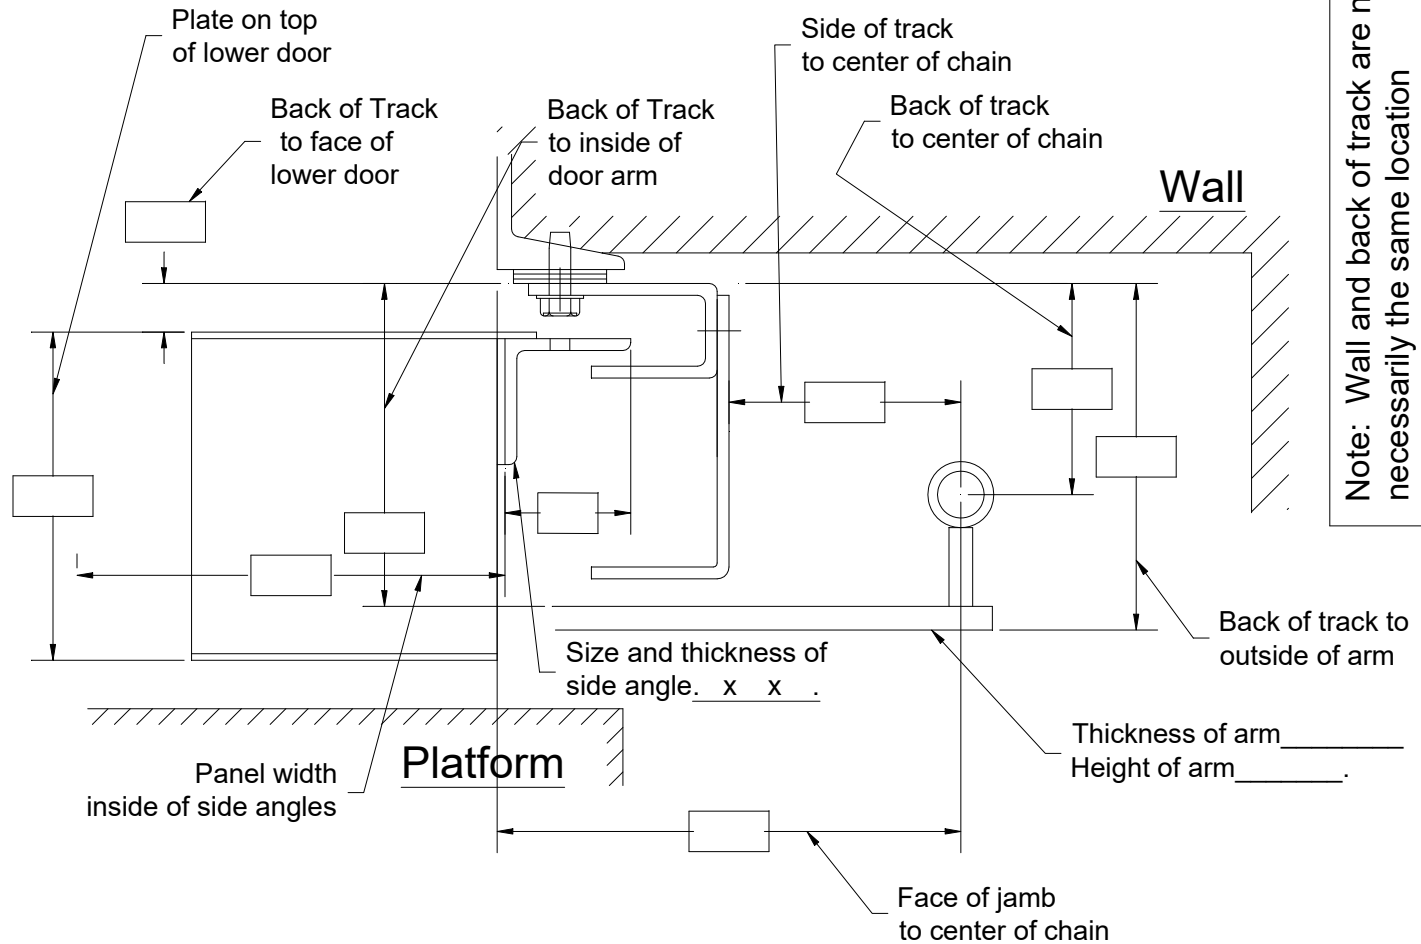 Plate on top
of lower door
Back of Track
to face of
lower door
Back of Track
to inside of
door arm
Side of track
to center of chain
Back of track
to center of chain
Wall
Note: Wall and back of track are
necessarily the same location
Size and thickness of
side angle. x x .
Back of track to
outside of arm
Platform
Panel width
inside of side angles
Thickness of arm________
Height of arm_______.
Face of jamb
to center of chain